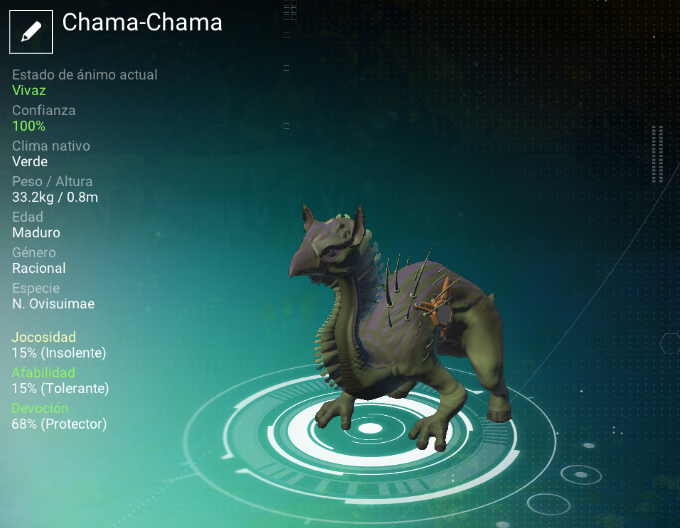 Chama-Chama
Estado de ánimo actual
Vivaz
Confianza
100%
Clima nativo
Verde
Peso / Altura
33.2kg / 0.8m
Edad
Maduro
Género
Racional
Especie
N. Ovisuimae
Jocosidad
15% (Insolente)
Afabilidad
15% (Tolerante)
Devoción
68% (Protector)